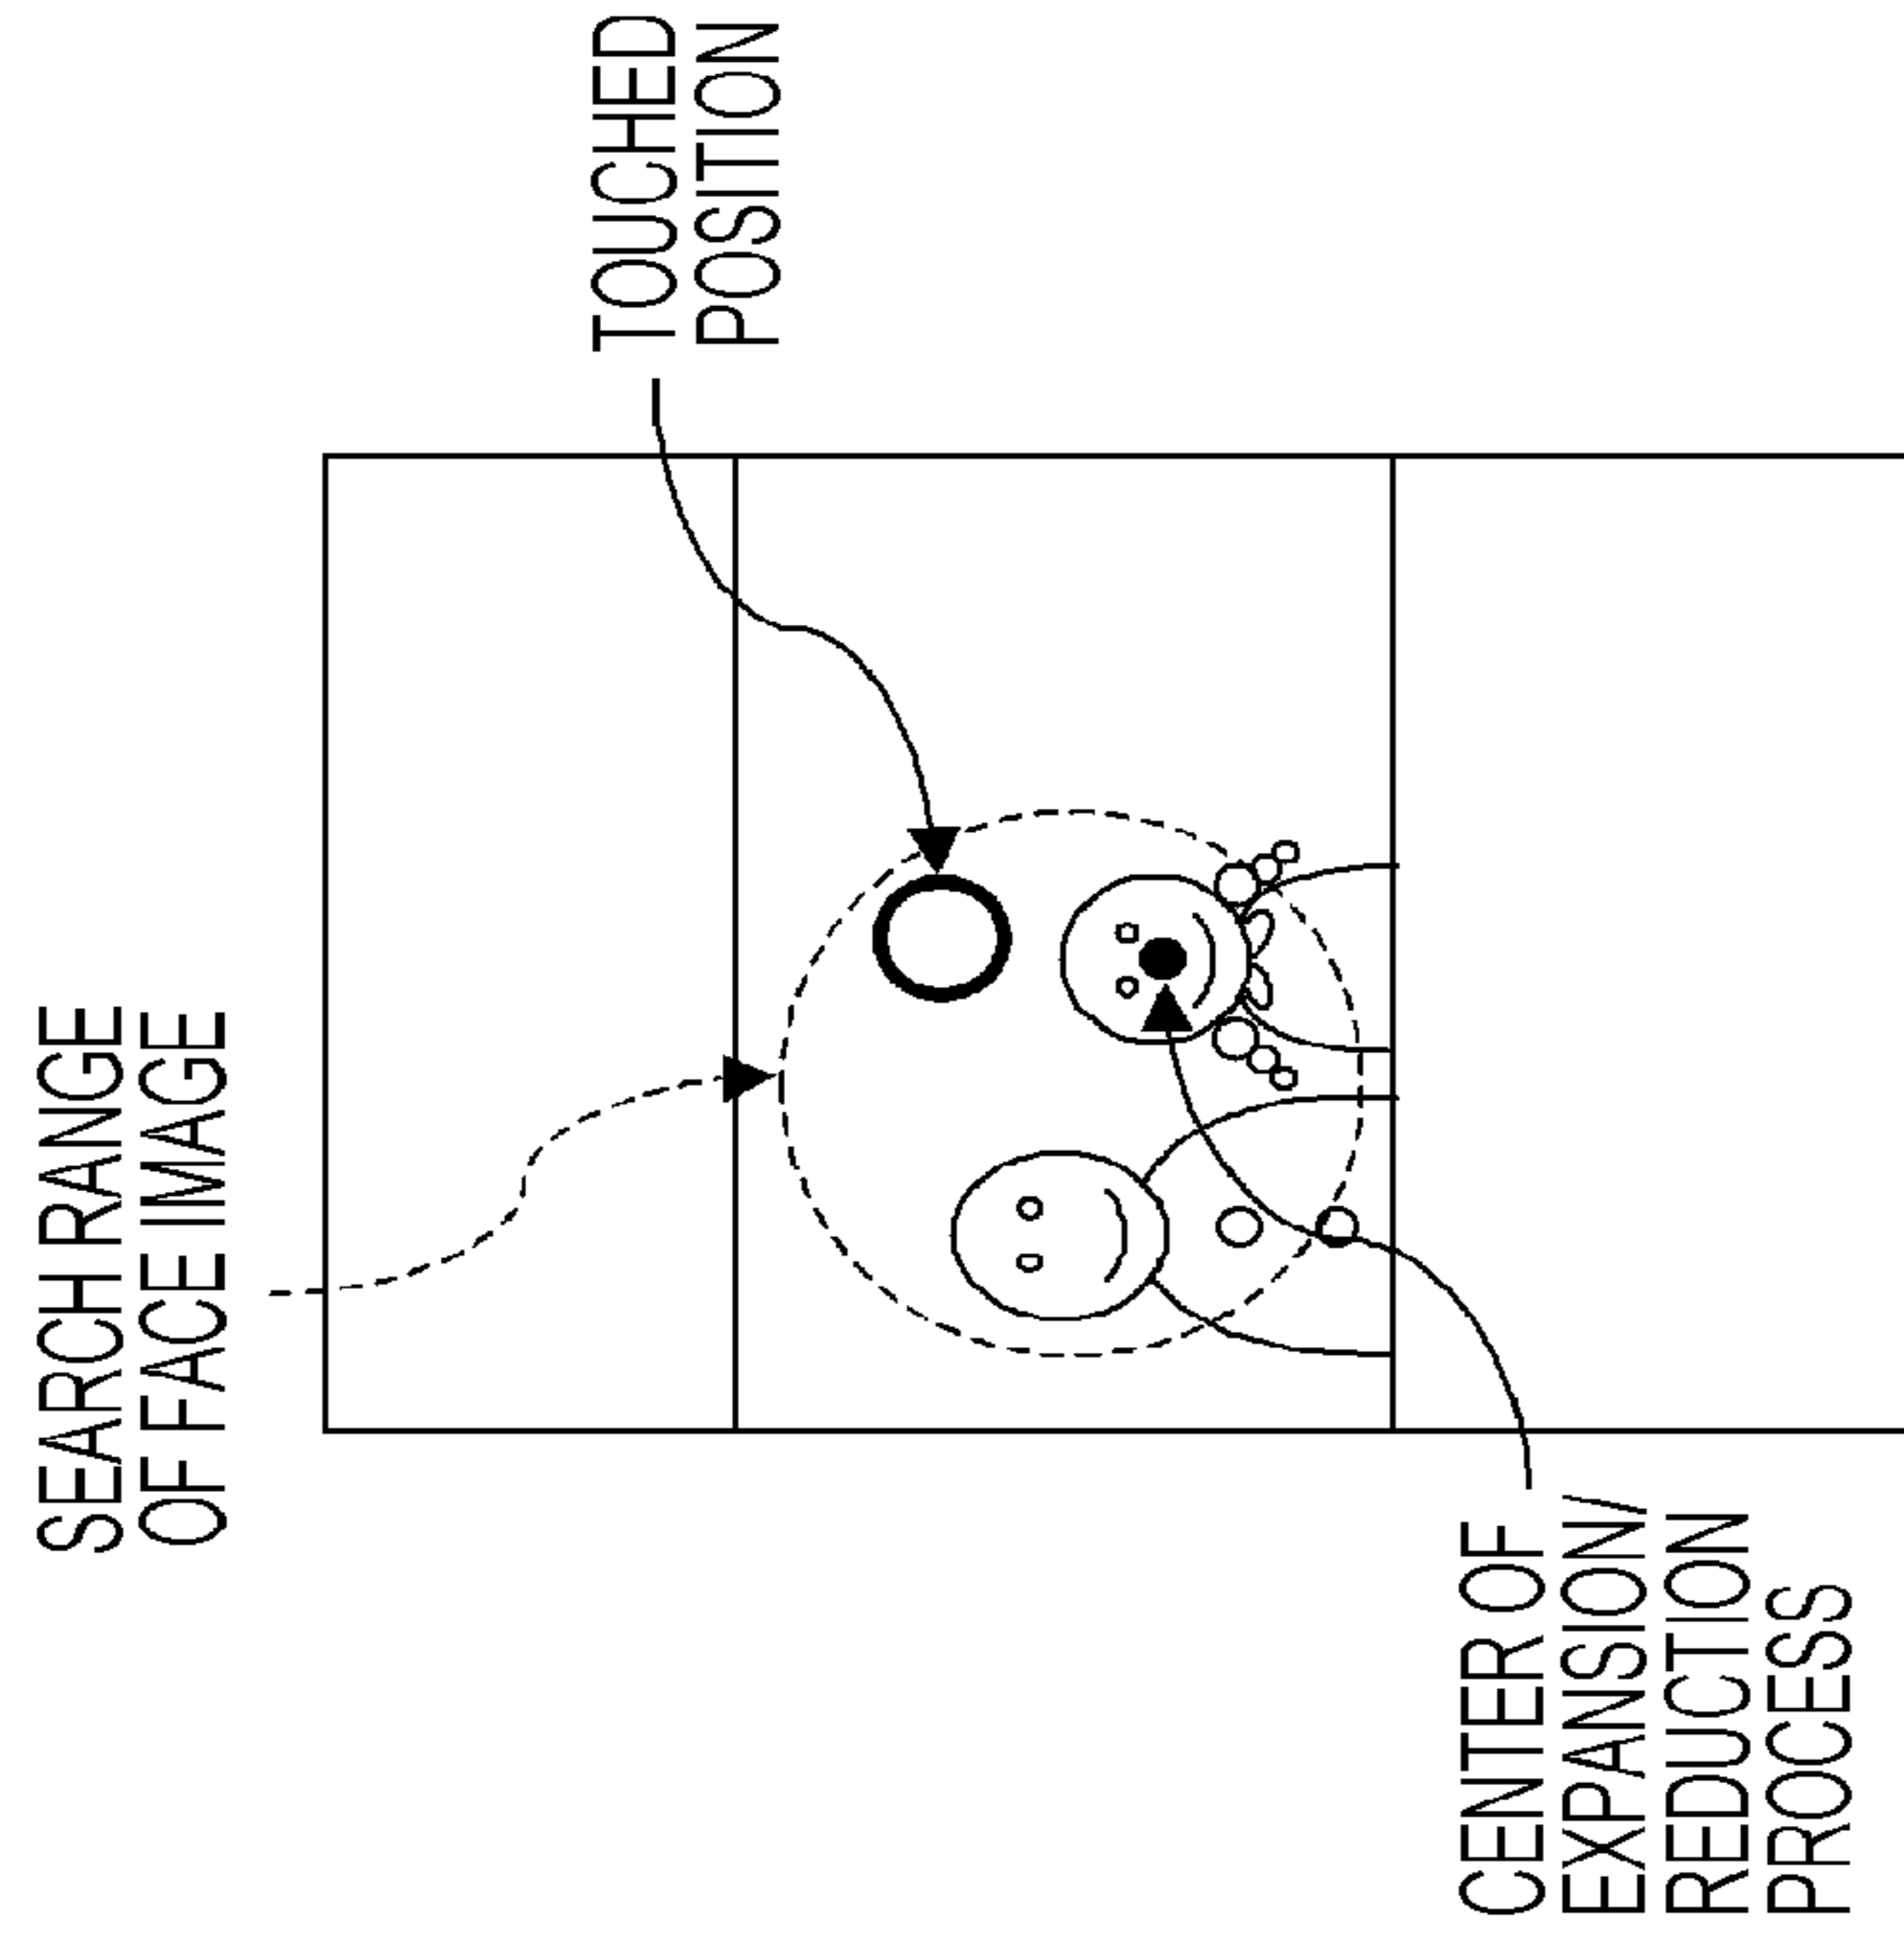 SEARCH RANGE
OF FACE IMAGE
TOUCHED
POSITION
CENTER OF
EXPANSION/
REDUCTION
PROCESS